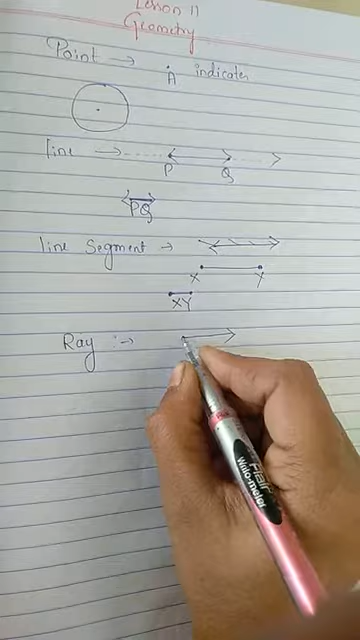 Lesson 11
Geometry
Point → A indicates
line → P Q
PQ
line Segment →
X Y
XY
Ray :→
Flair
Writo-meter